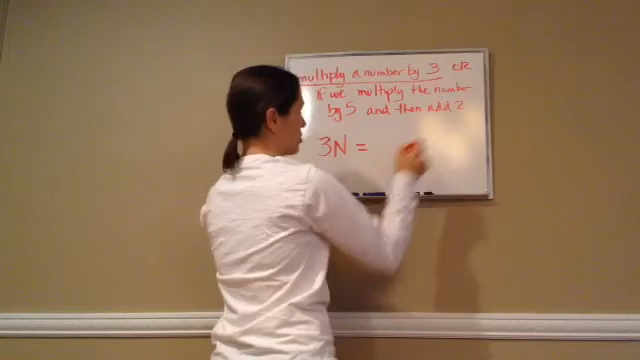 multiply a number by 3 OR
If we multiply the number
by 5 and then add 2
3N =